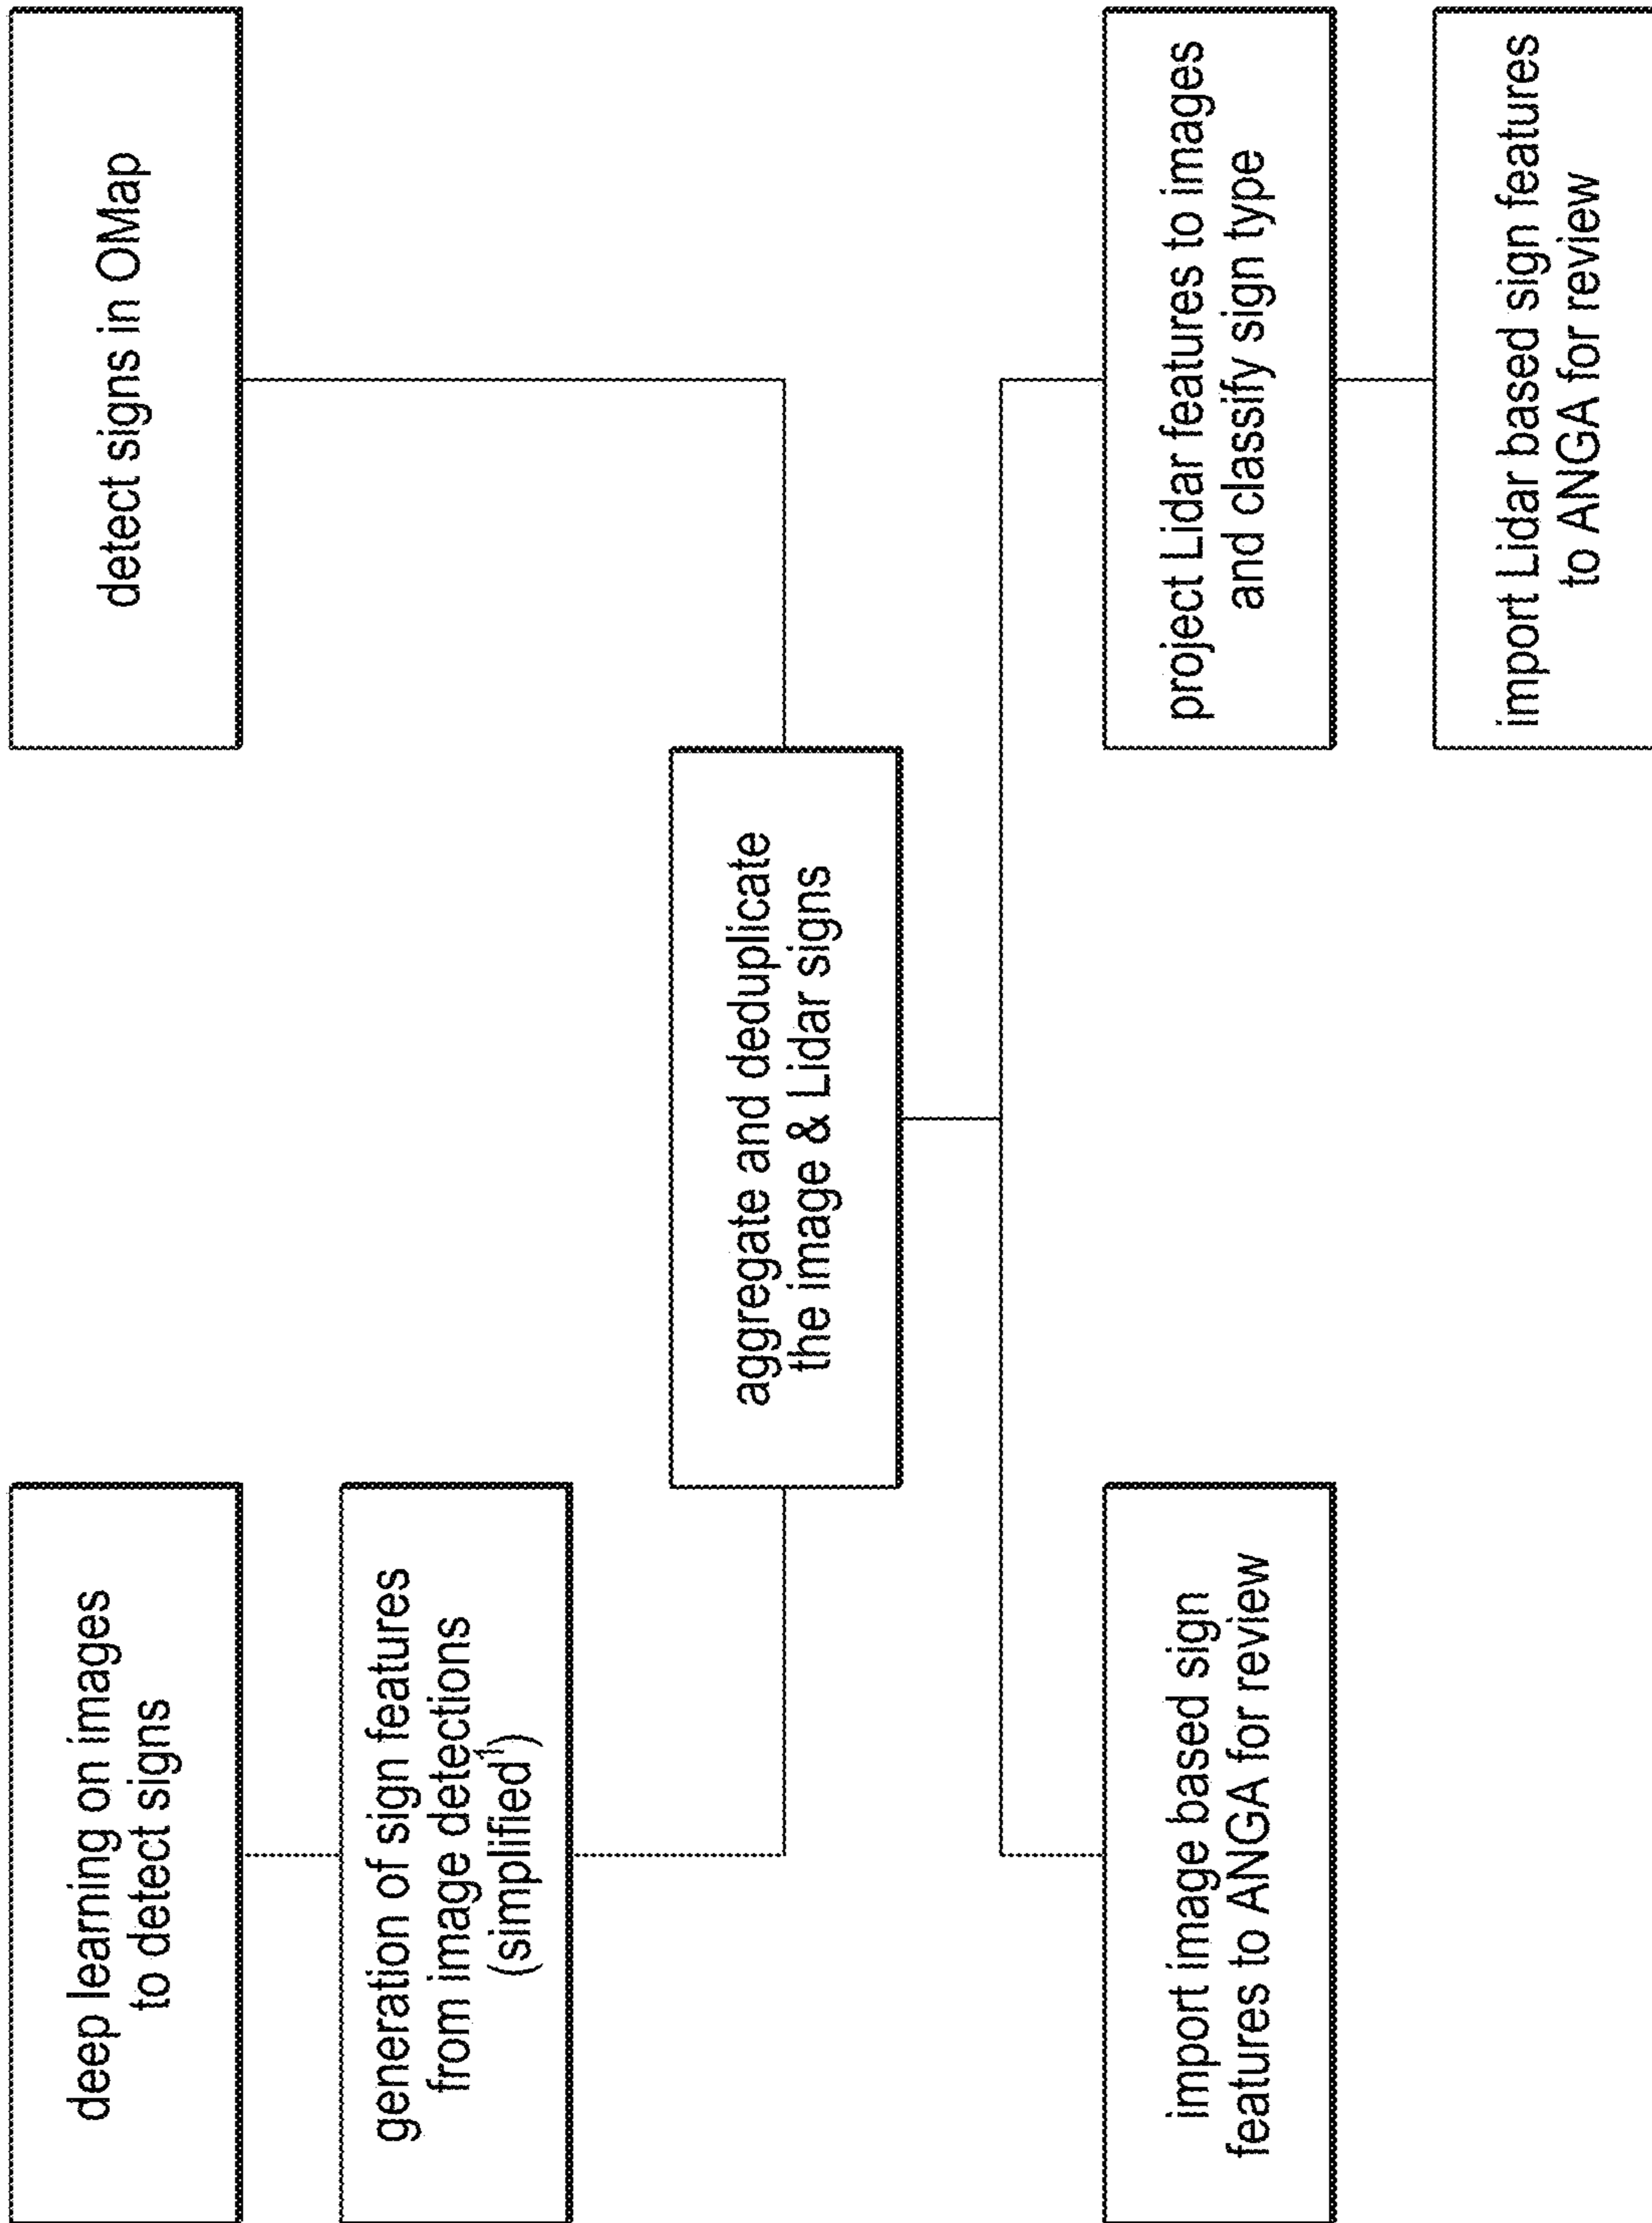 deep learning on images
to detect signs
detect signs in OMap
generation of sign features
from image detections
(simplified¹)
aggregate and deduplicate
the image & Lidar signs
import image based sign
features to ANGA for review
project Lidar features to images
and classify sign type
import Lidar based sign features
to ANGA for review